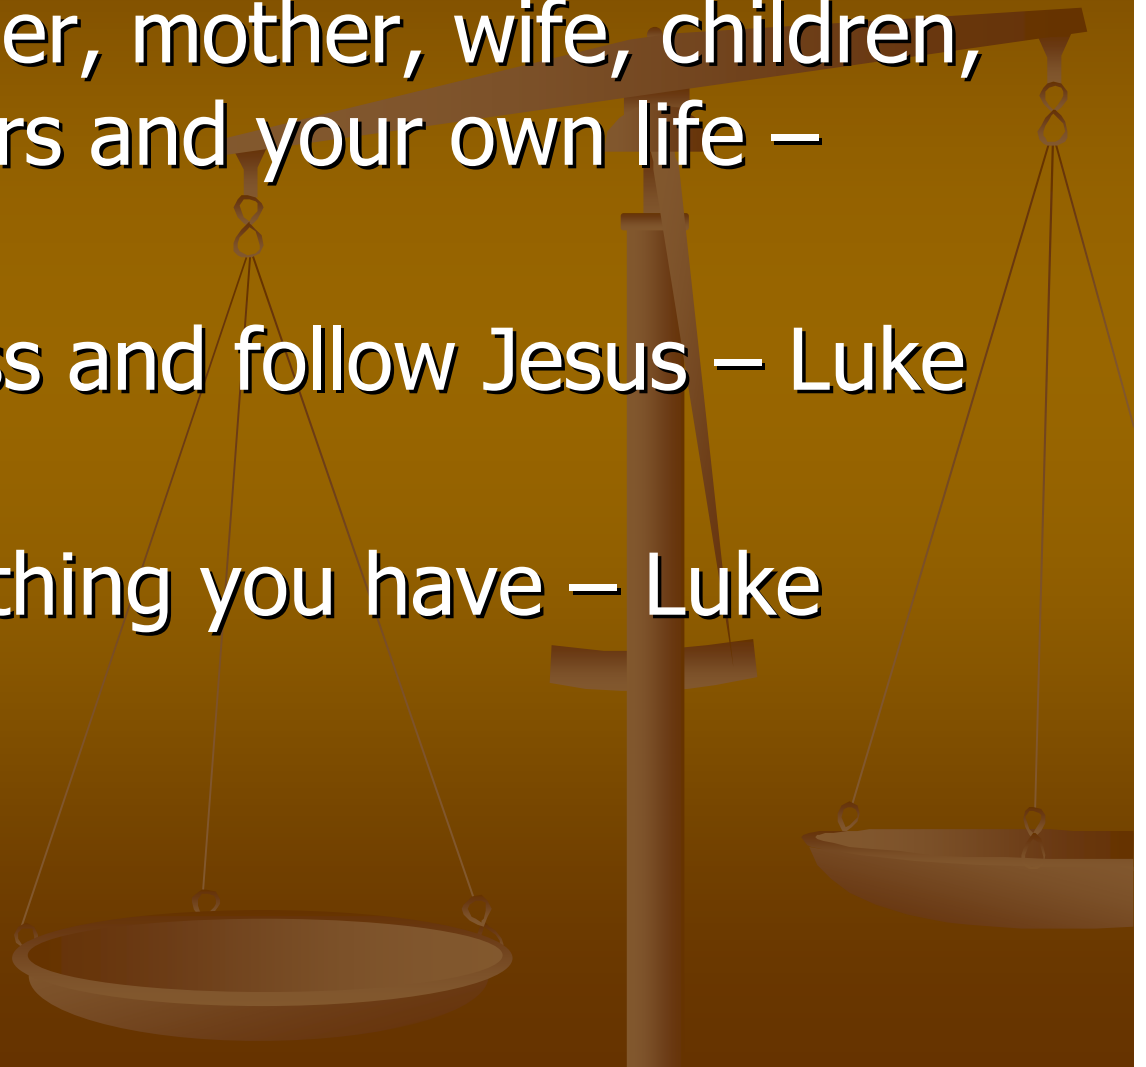 er, mother, wife, children,
rs and your own life –
s and follow Jesus – Luke
thing you have – Luke